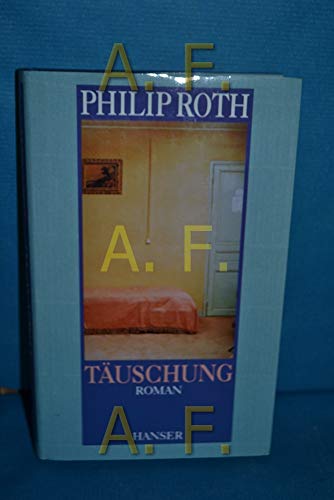 A. F.
PHILIP ROTH
A. F.
TÄUSCHUNG
ROMAN
A. F.
HANSER